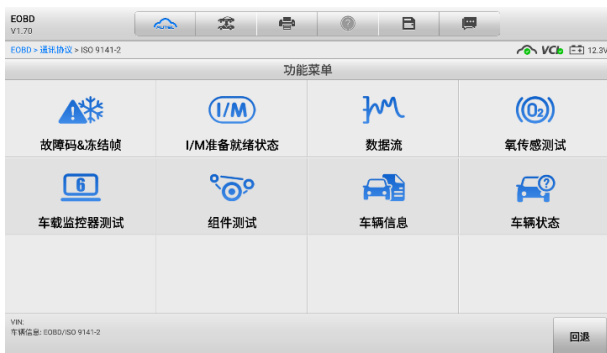 EOBD
V1.70
AUTEL
EOBD > 通讯协议 > ISO 9141-2
VCI 12.3V
功能菜单
I/M
O₂
故障码&冻结帧
I/M准备就绪状态
数据流
氧传感测试
6
车载监控器测试
组件测试
车辆信息
车辆状态
VIN:
车辆信息: EOBD/ISO 9141-2
回退